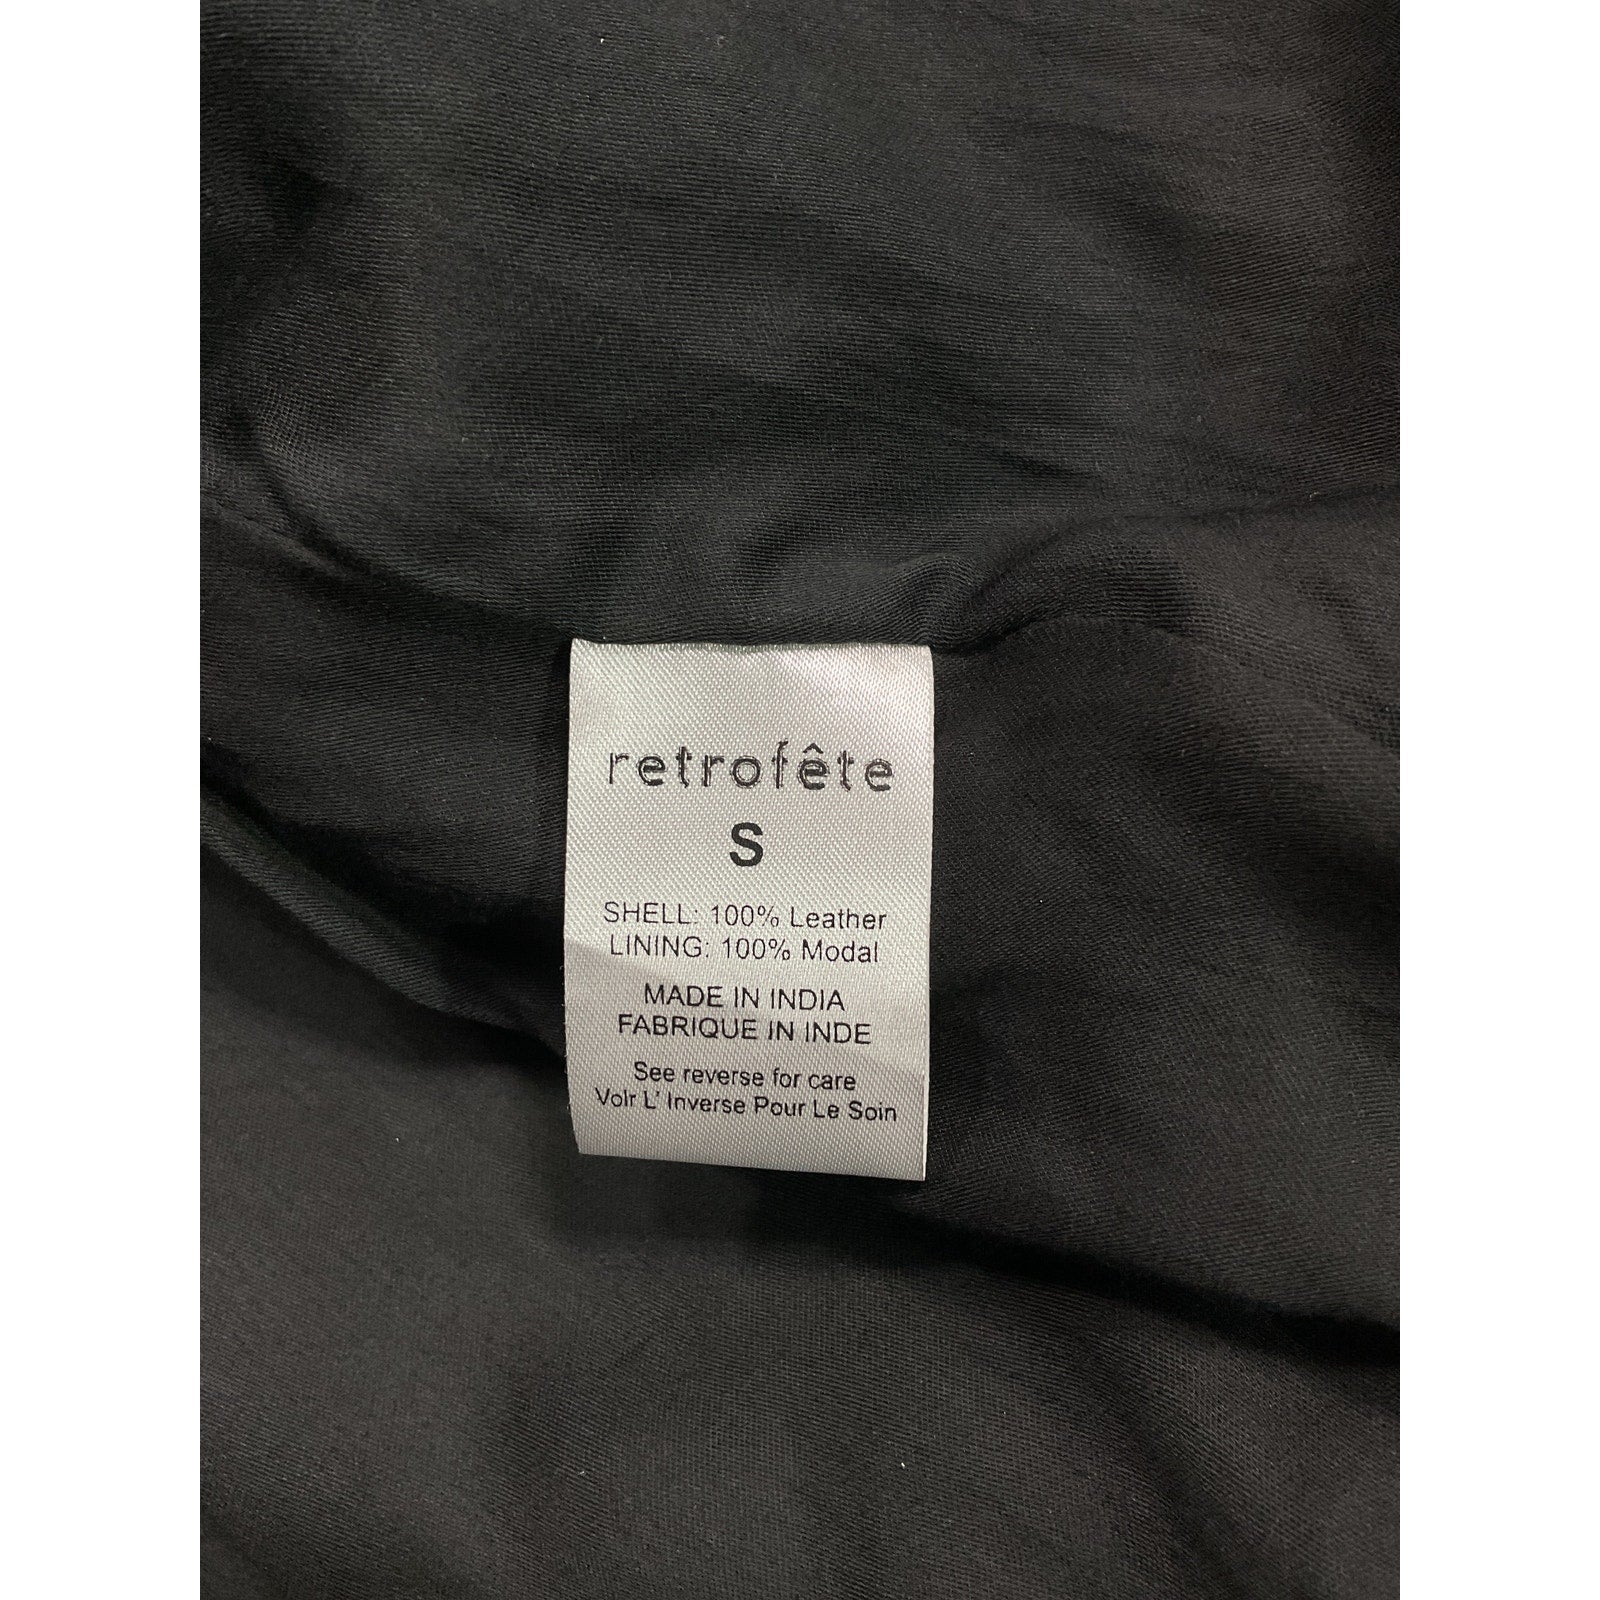 retrofête
S
SHELL: 100% Leather
LINING: 100% Modal
MADE IN INDIA
FABRIQUE IN INDE
See reverse for care
Voir L' Inverse Pour Le Soin